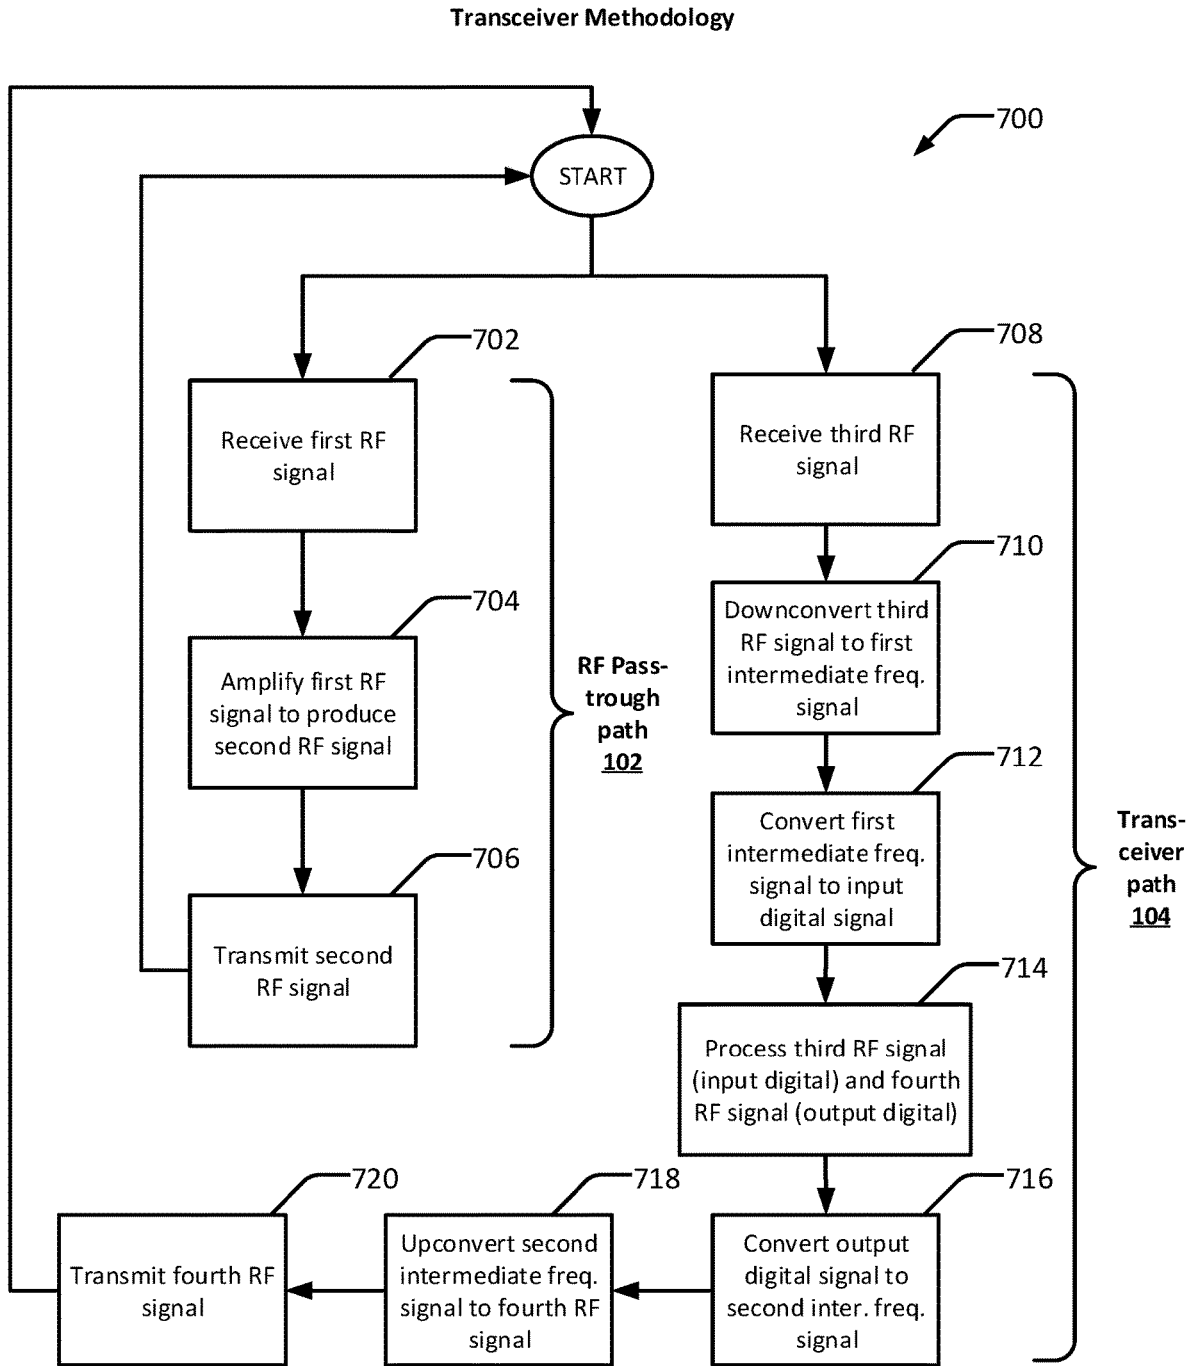 Transceiver Methodology
700
START
702
Receive first RF
signal
704
Amplify first RF
signal to produce
second RF signal
706
Transmit second
RF signal
RF Pass-
trough
path
102
708
Receive third RF
signal
710
Downconvert third
RF signal to first
intermediate freq.
signal
712
Convert first
intermediate freq.
signal to input
digital signal
714
Process third RF signal
(input digital) and fourth
RF signal (output digital)
716
Convert output
digital signal to
second inter. freq.
signal
718
Upconvert second
intermediate freq.
signal to fourth RF
signal
720
Transmit fourth RF
signal
Trans-
ceiver
path
104